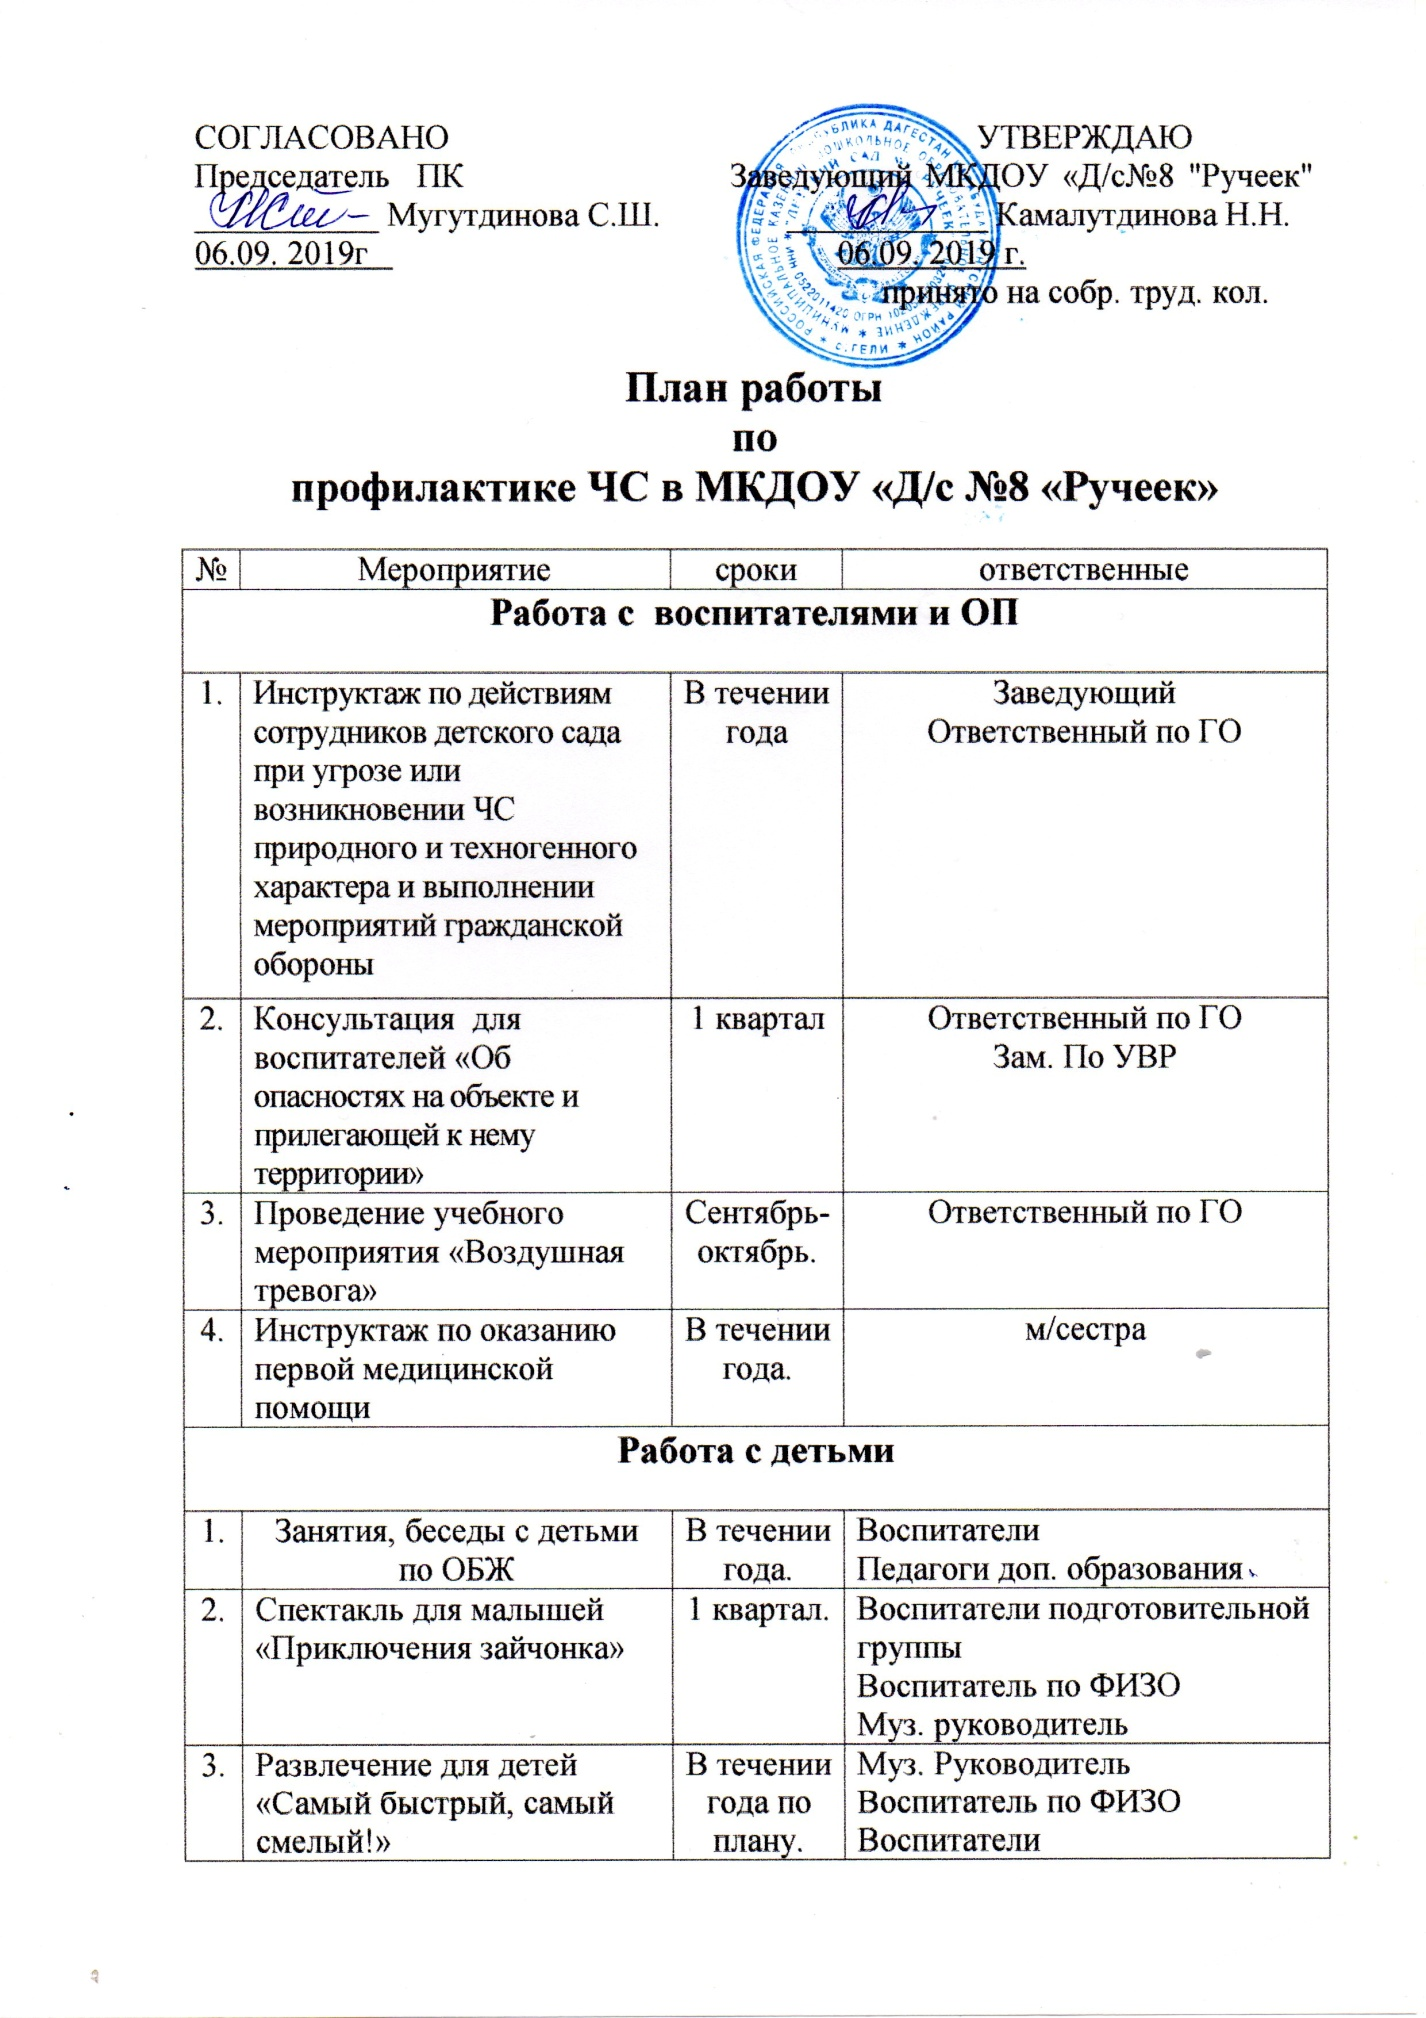 СОГЛАСОВАНО УТВЕРЖДАЮ
Председатель ПК Заведующий МКДОУ «Д/с№8 "Ручеек"
Мугутдинова С.Ш. Камалутдинова Н.Н.
06.09. 2019г 06.09. 2019 г.
принято на собр. труд. кол.
План работы
по
профилактике ЧС в МКДОУ «Д/с №8 «Ручеек»
№ Мероприятие сроки ответственные
Работа с воспитателями и ОП
1. Инструктаж по действиям В течении Заведующий
сотрудников детского сада года Ответственный по ГО
при угрозе или
возникновении ЧС
природного и техногенного
характера и выполнении
мероприятий гражданской
обороны
2. Консультация для 1 квартал Ответственный по ГО
воспитателей «Об Зам. По УВР
опасностях на объекте и
прилегающей к нему
территории»
3. Проведение учебного Сентябрь- Ответственный по ГО
мероприятия «Воздушная октябрь.
тревога»
4. Инструктаж по оказанию В течении м/сестра
первой медицинской года.
помощи
Работа с детьми
1. Занятия, беседы с детьми В течении Воспитатели
по ОБЖ года. Педагоги доп. образования
2. Спектакль для малышей 1 квартал. Воспитатели подготовительной
«Приключения зайчонка» группы
Воспитатель по ФИЗО
Муз. руководитель
3. Развлечение для детей В течении Муз. Руководитель
«Самый быстрый, самый года по Воспитатель по ФИЗО
смелый!» плану. Воспитатели